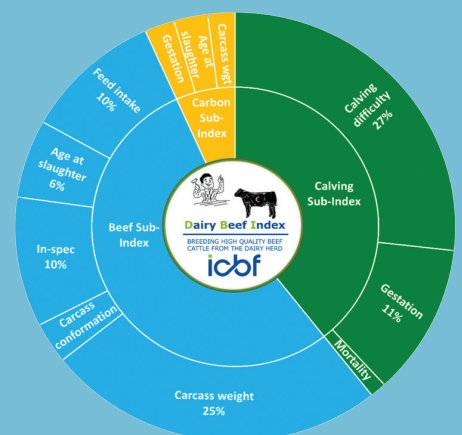 Gestation
Age at
slaughter
Carcass wgt
Carbon
Sub-
Index
Calving
difficulty
27%
Calving
Sub-Index
Gestation
11%
Mortality
Carcass weight
25%
Carcass
conformation
In-spec
10%
Age at
slaughter
6%
Feed intake
10%
Beef Sub-
Index
C
Dairy Beef Index
BREEDING HIGH QUALITY BEEF
CATTLE FROM THE DAIRY HERD
icbf